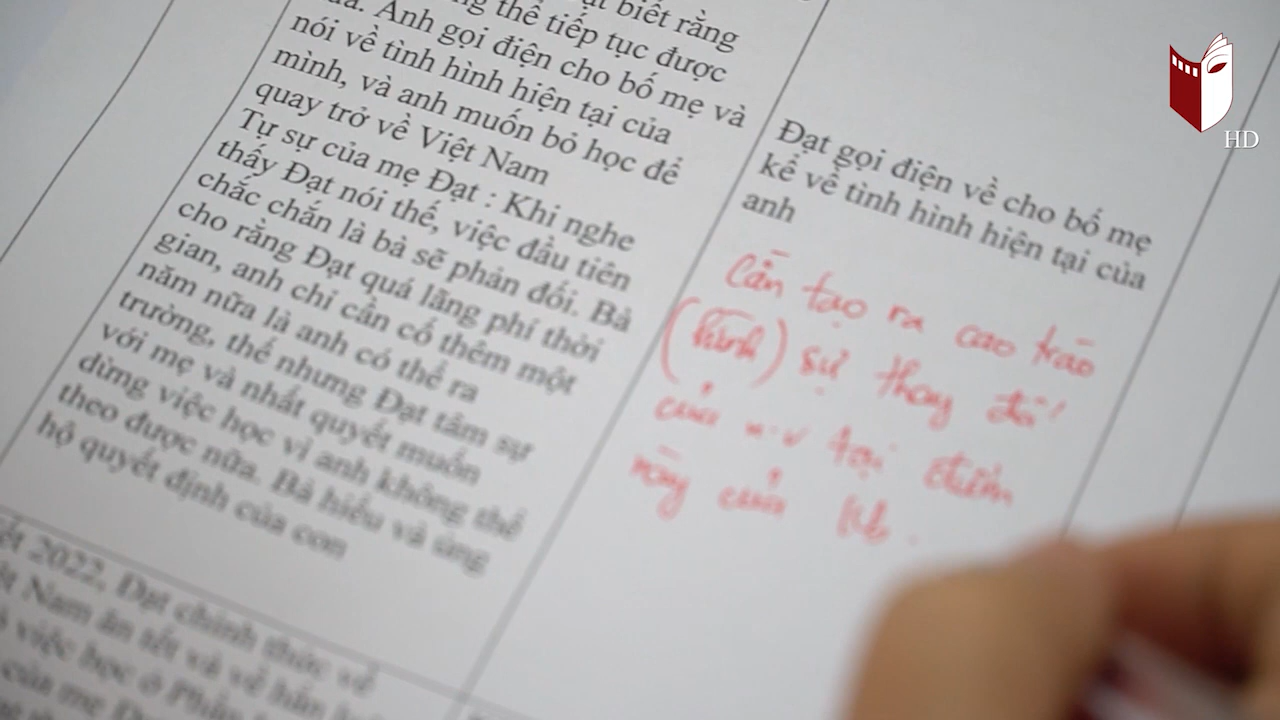 biết rằng
thể tiếp tục được
Anh gọi điện cho bố mẹ và
nói về tình hình hiện tại của
mình, và anh muốn bỏ học để
quay trở về Việt Nam
Tự sự của mẹ Đạt : Khi nghe
thấy Đạt nói thế, việc đầu tiên
chắc chắn là bà sẽ phản đối. Bà
cho rằng Đạt quá lãng phí thời
gian, anh chỉ cần cố thêm một
năm nữa là anh có thể ra
trường, thế nhưng Đạt tâm sự
với mẹ và nhất quyết muốn
dừng việc học vì anh không thể
theo được nữa. Bà hiểu và ủng
hộ quyết định của con
2022, Đạt chính thức về
Nam ăn tết và về hẳn
việc học ở Phần
của mẹ
Đạt gọi điện về cho bố mẹ
kể về tình hình hiện tại của
anh
Cần tạo ra cao trào
(hình) sự thay đổi
của n.v tại điểm
này của kb.
HD